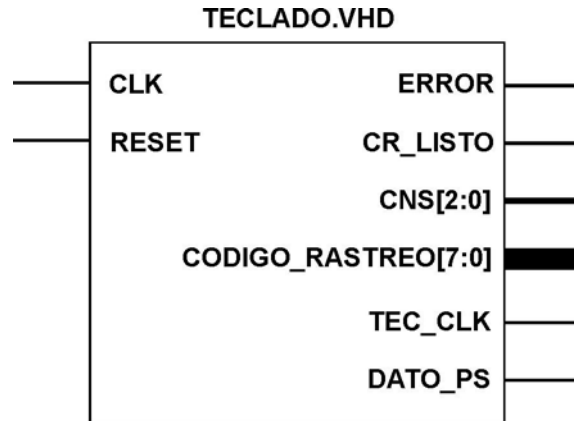 TECLADO.VHD
CLK
ERROR
RESET
CR_LISTO
CNS[2:0]
CODIGO_RASTREO[7:0]
TEC_CLK
DATO_PS